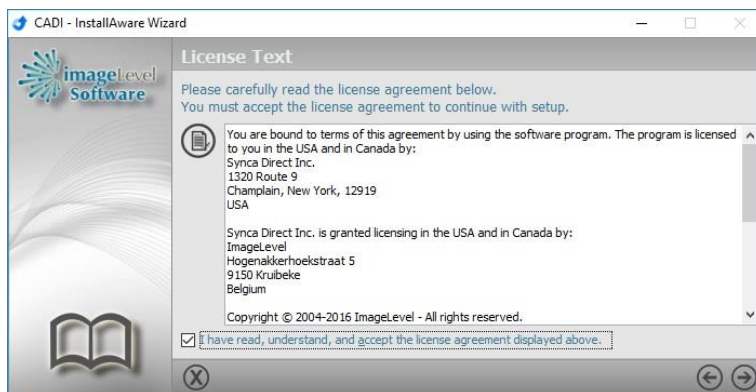 CADI - InstallAware Wizard
imageLevel
Software
License Text
Please carefully read the license agreement below.
You must accept the license agreement to continue with setup.
You are bound to terms of this agreement by using the software program. The program is licensed
to you in the USA and in Canada by:
Synca Direct Inc.
1320 Route 9
Champlain, New York, 12919
USA
Synca Direct Inc. is granted licensing in the USA and in Canada by:
ImageLevel
Hogenakkerhoekstraat 5
9150 Kruibeke
Belgium
Copyright © 2004-2016 ImageLevel - All rights reserved.
I have read, understand, and accept the license agreement displayed above.